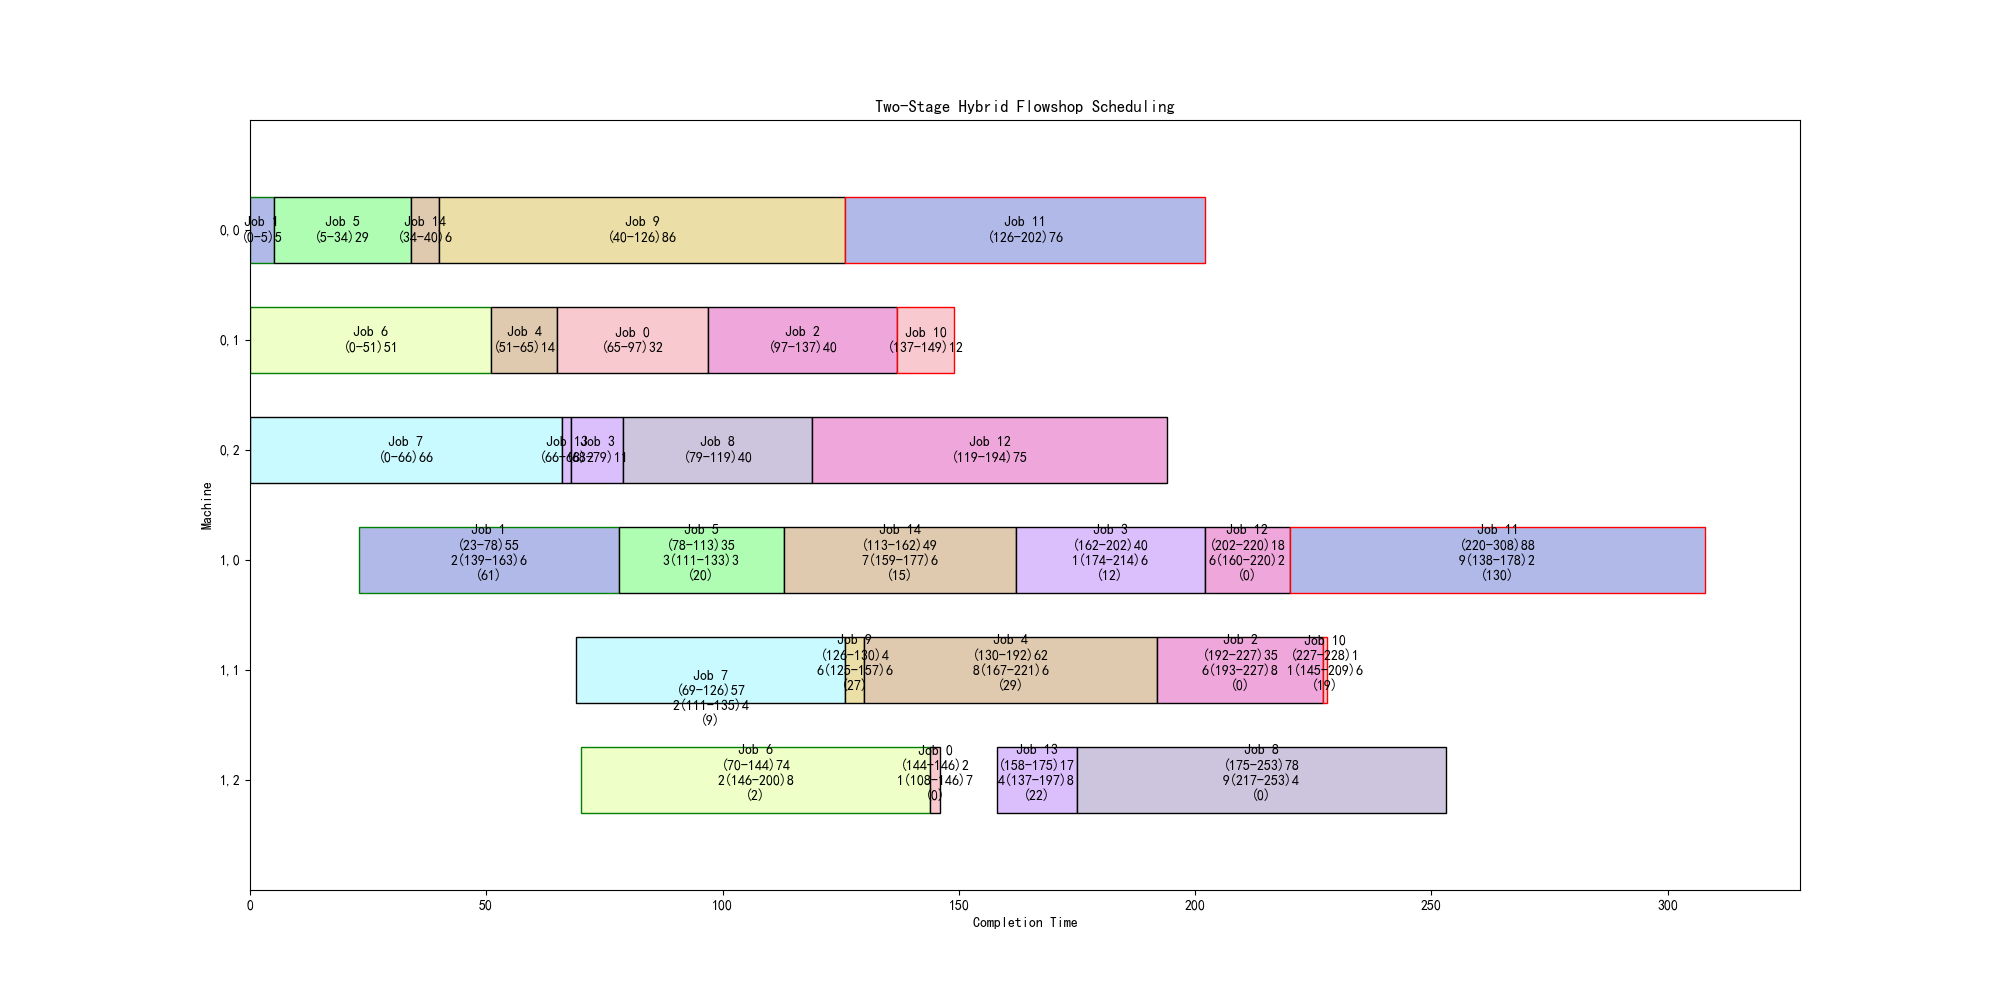 Two-Stage Hybrid Flowshop Scheduling
Machine
0,0
Job 1
(0-5)5
Job 5
(5-34)29
Job 14
(34-40)6
Job 9
(40-126)86
Job 11
(126-202)76
0,1
Job 6
(0-51)51
Job 4
(51-65)14
Job 0
(65-97)32
Job 2
(97-137)40
Job 10
(137-149)12
0,2
Job 7
(0-66)66
Job 13
(66-68)2
Job 3
(68-79)11
Job 8
(79-119)40
Job 12
(119-194)75
1,0
Job 1
(23-78)55
2(139-163)6
(61)
Job 5
(78-113)35
3(111-133)3
(20)
Job 14
(113-162)49
7(159-177)6
(15)
Job 3
(162-202)40
1(174-214)6
(12)
Job 12
(202-220)18
6(160-220)2
(0)
Job 11
(220-308)88
9(138-178)2
(130)
1,1
Job 7
(69-126)57
2(111-135)4
(9)
Job 9
(126-130)4
6(125-157)6
(27)
Job 4
(130-192)62
8(167-221)6
(29)
Job 2
(192-227)35
6(193-227)8
(0)
Job 10
(227-228)1
1(145-209)6
(19)
1,2
Job 6
(70-144)74
2(146-200)8
(2)
Job 0
(144-146)2
1(108-146)7
(0)
Job 13
(158-175)17
4(137-197)8
(22)
Job 8
(175-253)78
9(217-253)4
(0)
0
50
100
150
200
250
300
Completion Time